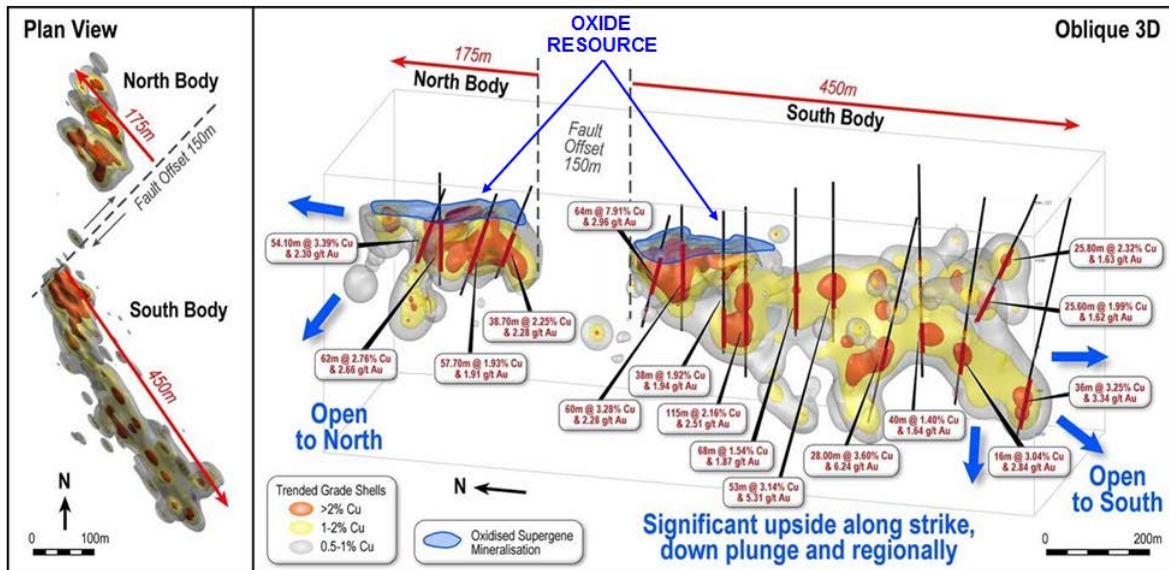 Plan View
North Body
175m
Fault Offset 150m
South Body
450m
N
0 100m
OXIDE
RESOURCE
Oblique 3D
175m
North Body
450m
South Body
Fault
Offset
150m
64m @ 7.91% Cu
& 2.96 g/t Au
54.10m @ 3.39% Cu
& 2.30 g/t Au
25.80m @ 2.32% Cu
& 1.63 g/t Au
25.60m @ 1.99% Cu
& 1.62 g/t Au
38.70m @ 2.25% Cu
& 2.28 g/t Au
62m @ 2.76% Cu
& 2.66 g/t Au
57.70m @ 1.93% Cu
& 1.91 g/t Au
38m @ 1.92% Cu
& 1.94 g/t Au
36m @ 3.25% Cu
& 3.34 g/t Au
60m @ 3.28% Cu
& 2.28 g/t Au
115m @ 2.16% Cu
& 2.51 g/t Au
40m @ 1.40% Cu
& 1.64 g/t Au
68m @ 1.54% Cu
& 1.87 g/t Au
28.00m @ 3.60% Cu
& 6.24 g/t Au
16m @ 3.04% Cu
& 2.84 g/t Au
53m @ 3.14% Cu
& 5.31 g/t Au
Open
to North
Open
to South
N
Trended Grade Shells
>2% Cu
1-2% Cu
0.5-1% Cu
Oxidised Supergene
Mineralisation
Significant upside along strike,
down plunge and regionally
0 200m